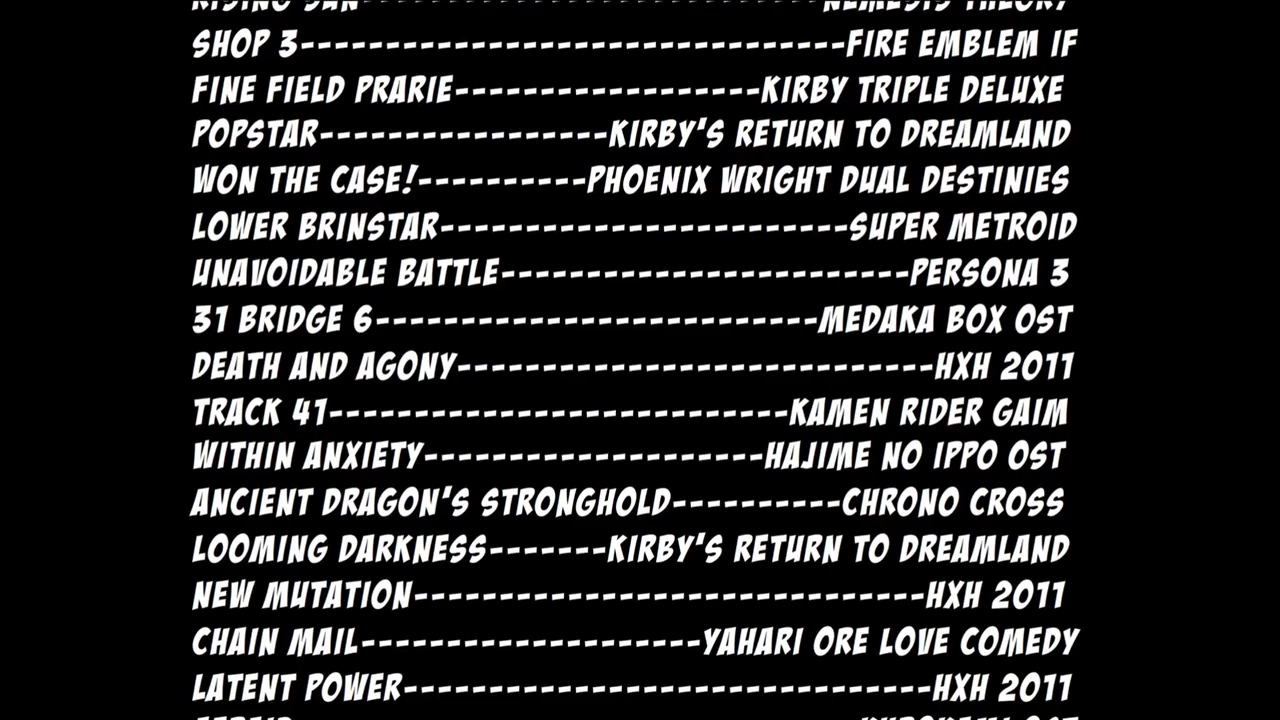 RISING SUN--------------------------------NEMESIS THEORY
SHOP 3--------------------------------FIRE EMBLEM IF
FINE FIELD PRARIE------------------KIRBY TRIPLE DELUXE
POPSTAR-----------------KIRBY'S RETURN TO DREAMLAND
WON THE CASE!----------PHOENIX WRIGHT DUAL DESTINIES
LOWER BRINSTAR------------------------SUPER METROID
UNAVOIDABLE BATTLE------------------------PERSONA 3
31 BRIDGE 6--------------------------MEDAKA BOX OST
DEATH AND AGONY----------------------------HXH 2011
TRACK 41---------------------------KAMEN RIDER GAIM
WITHIN ANXIETY--------------------HAJIME NO IPPO OST
ANCIENT DRAGON'S STRONGHOLD----------CHRONO CROSS
LOOMING DARKNESS-------KIRBY'S RETURN TO DREAMLAND
NEW MUTATION------------------------------HXH 2011
CHAIN MAIL--------------------YAHARI ORE LOVE COMEDY
LATENT POWER-------------------------------HXH 2011